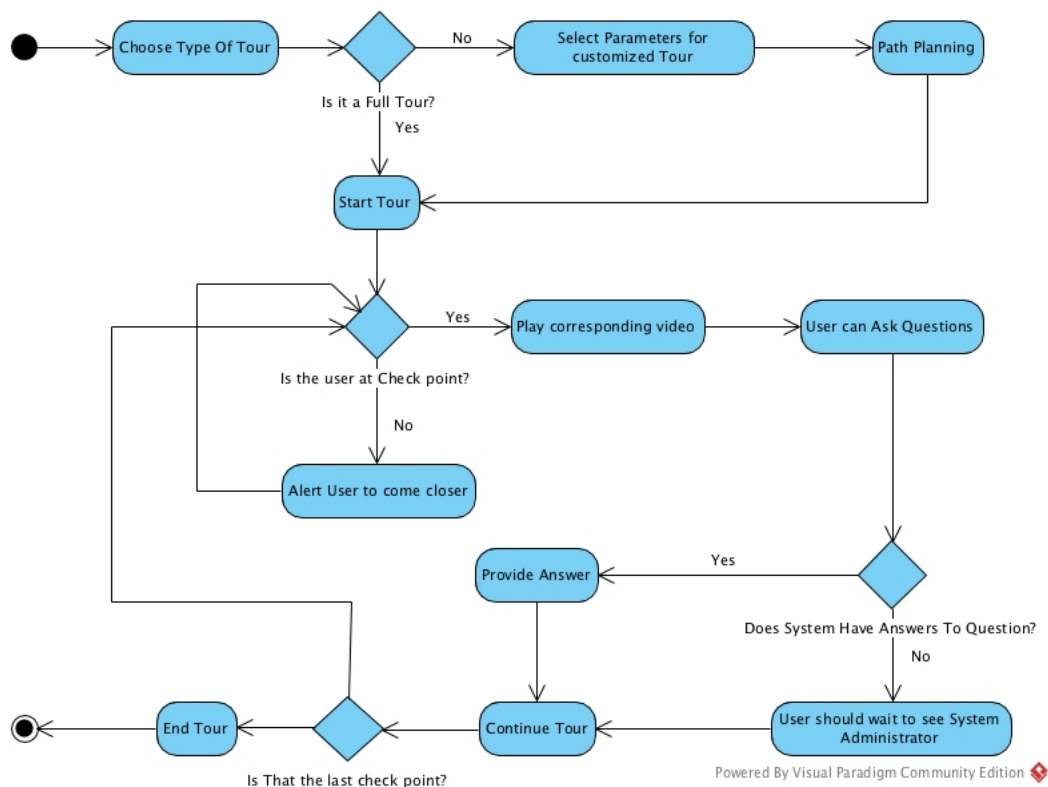 Choose Type Of Tour
No
Select Parameters for
customized Tour
Path Planning
Is it a Full Tour?
Yes
Start Tour
Yes
Play corresponding video
User can Ask Questions
Is the user at Check point?
No
Alert User to come closer
Provide Answer
Yes
Does System Have Answers To Question?
No
End Tour
Continue Tour
User should wait to see System
Administrator
Is That the last check point?
Powered By Visual Paradigm Community Edition